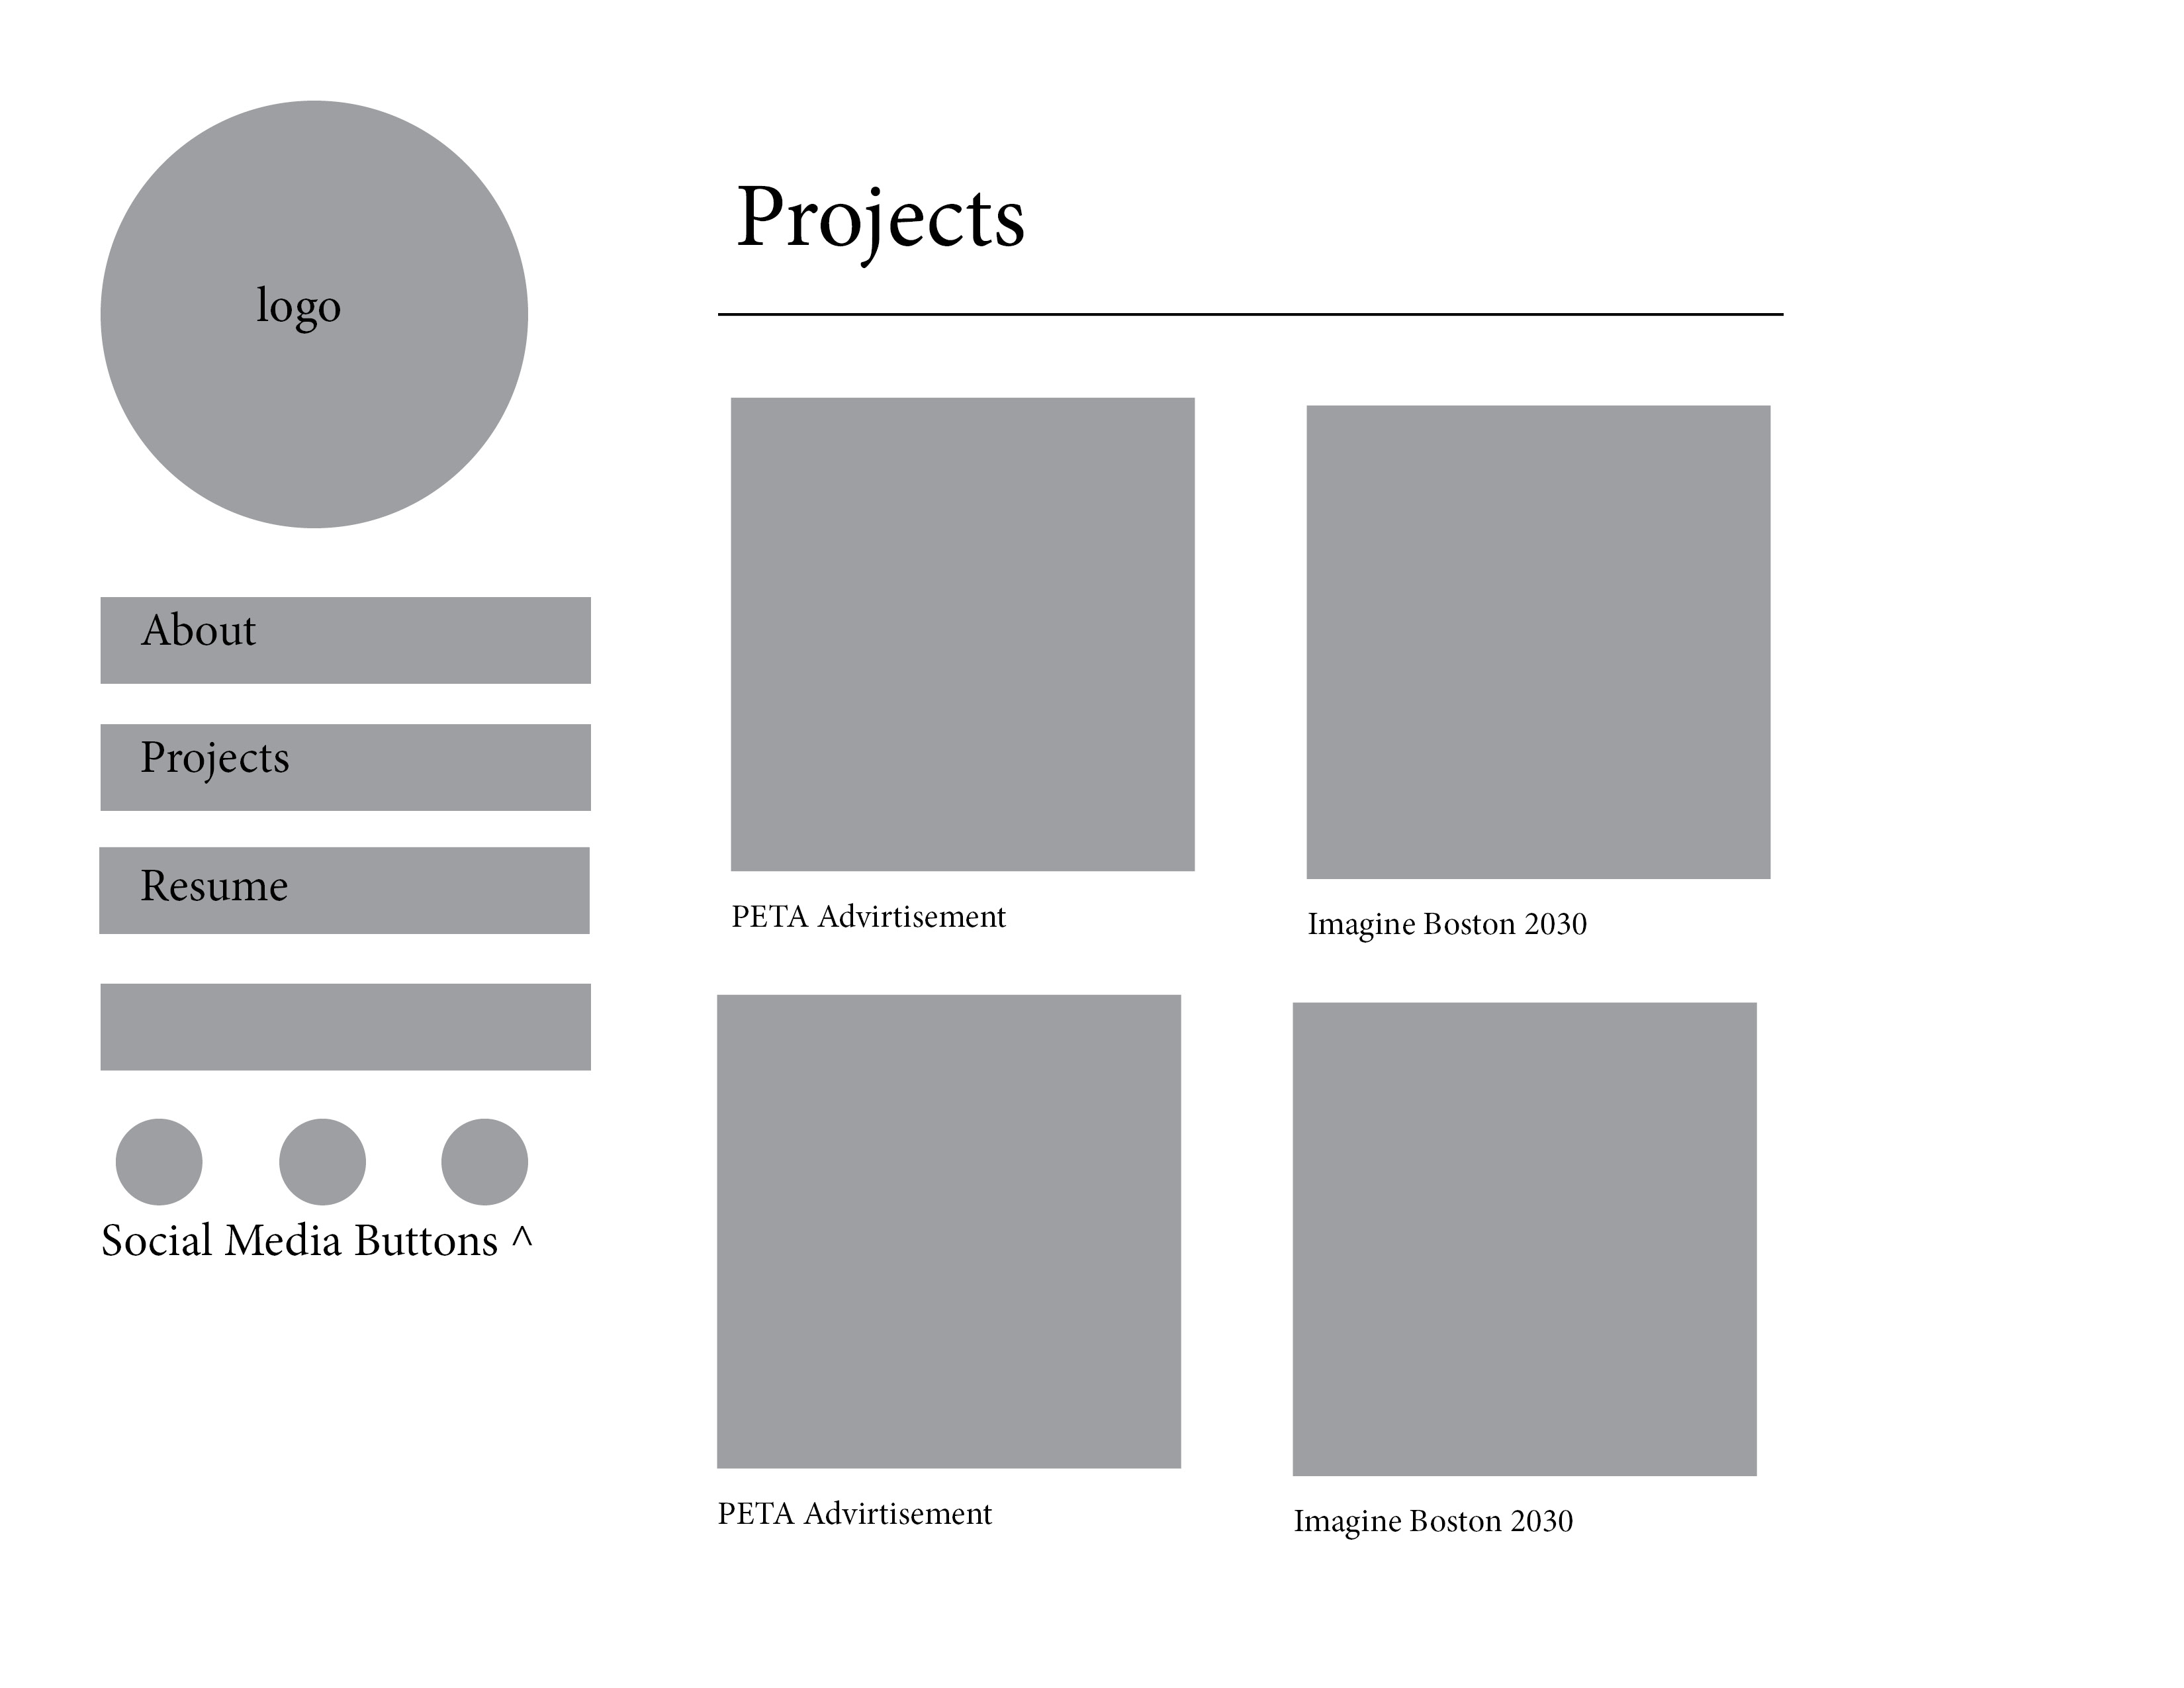 logo
About
Projects
Resume
Social Media Buttons ^
Projects
PETA Advirtisement
Imagine Boston 2030
PETA Advirtisement
Imagine Boston 2030